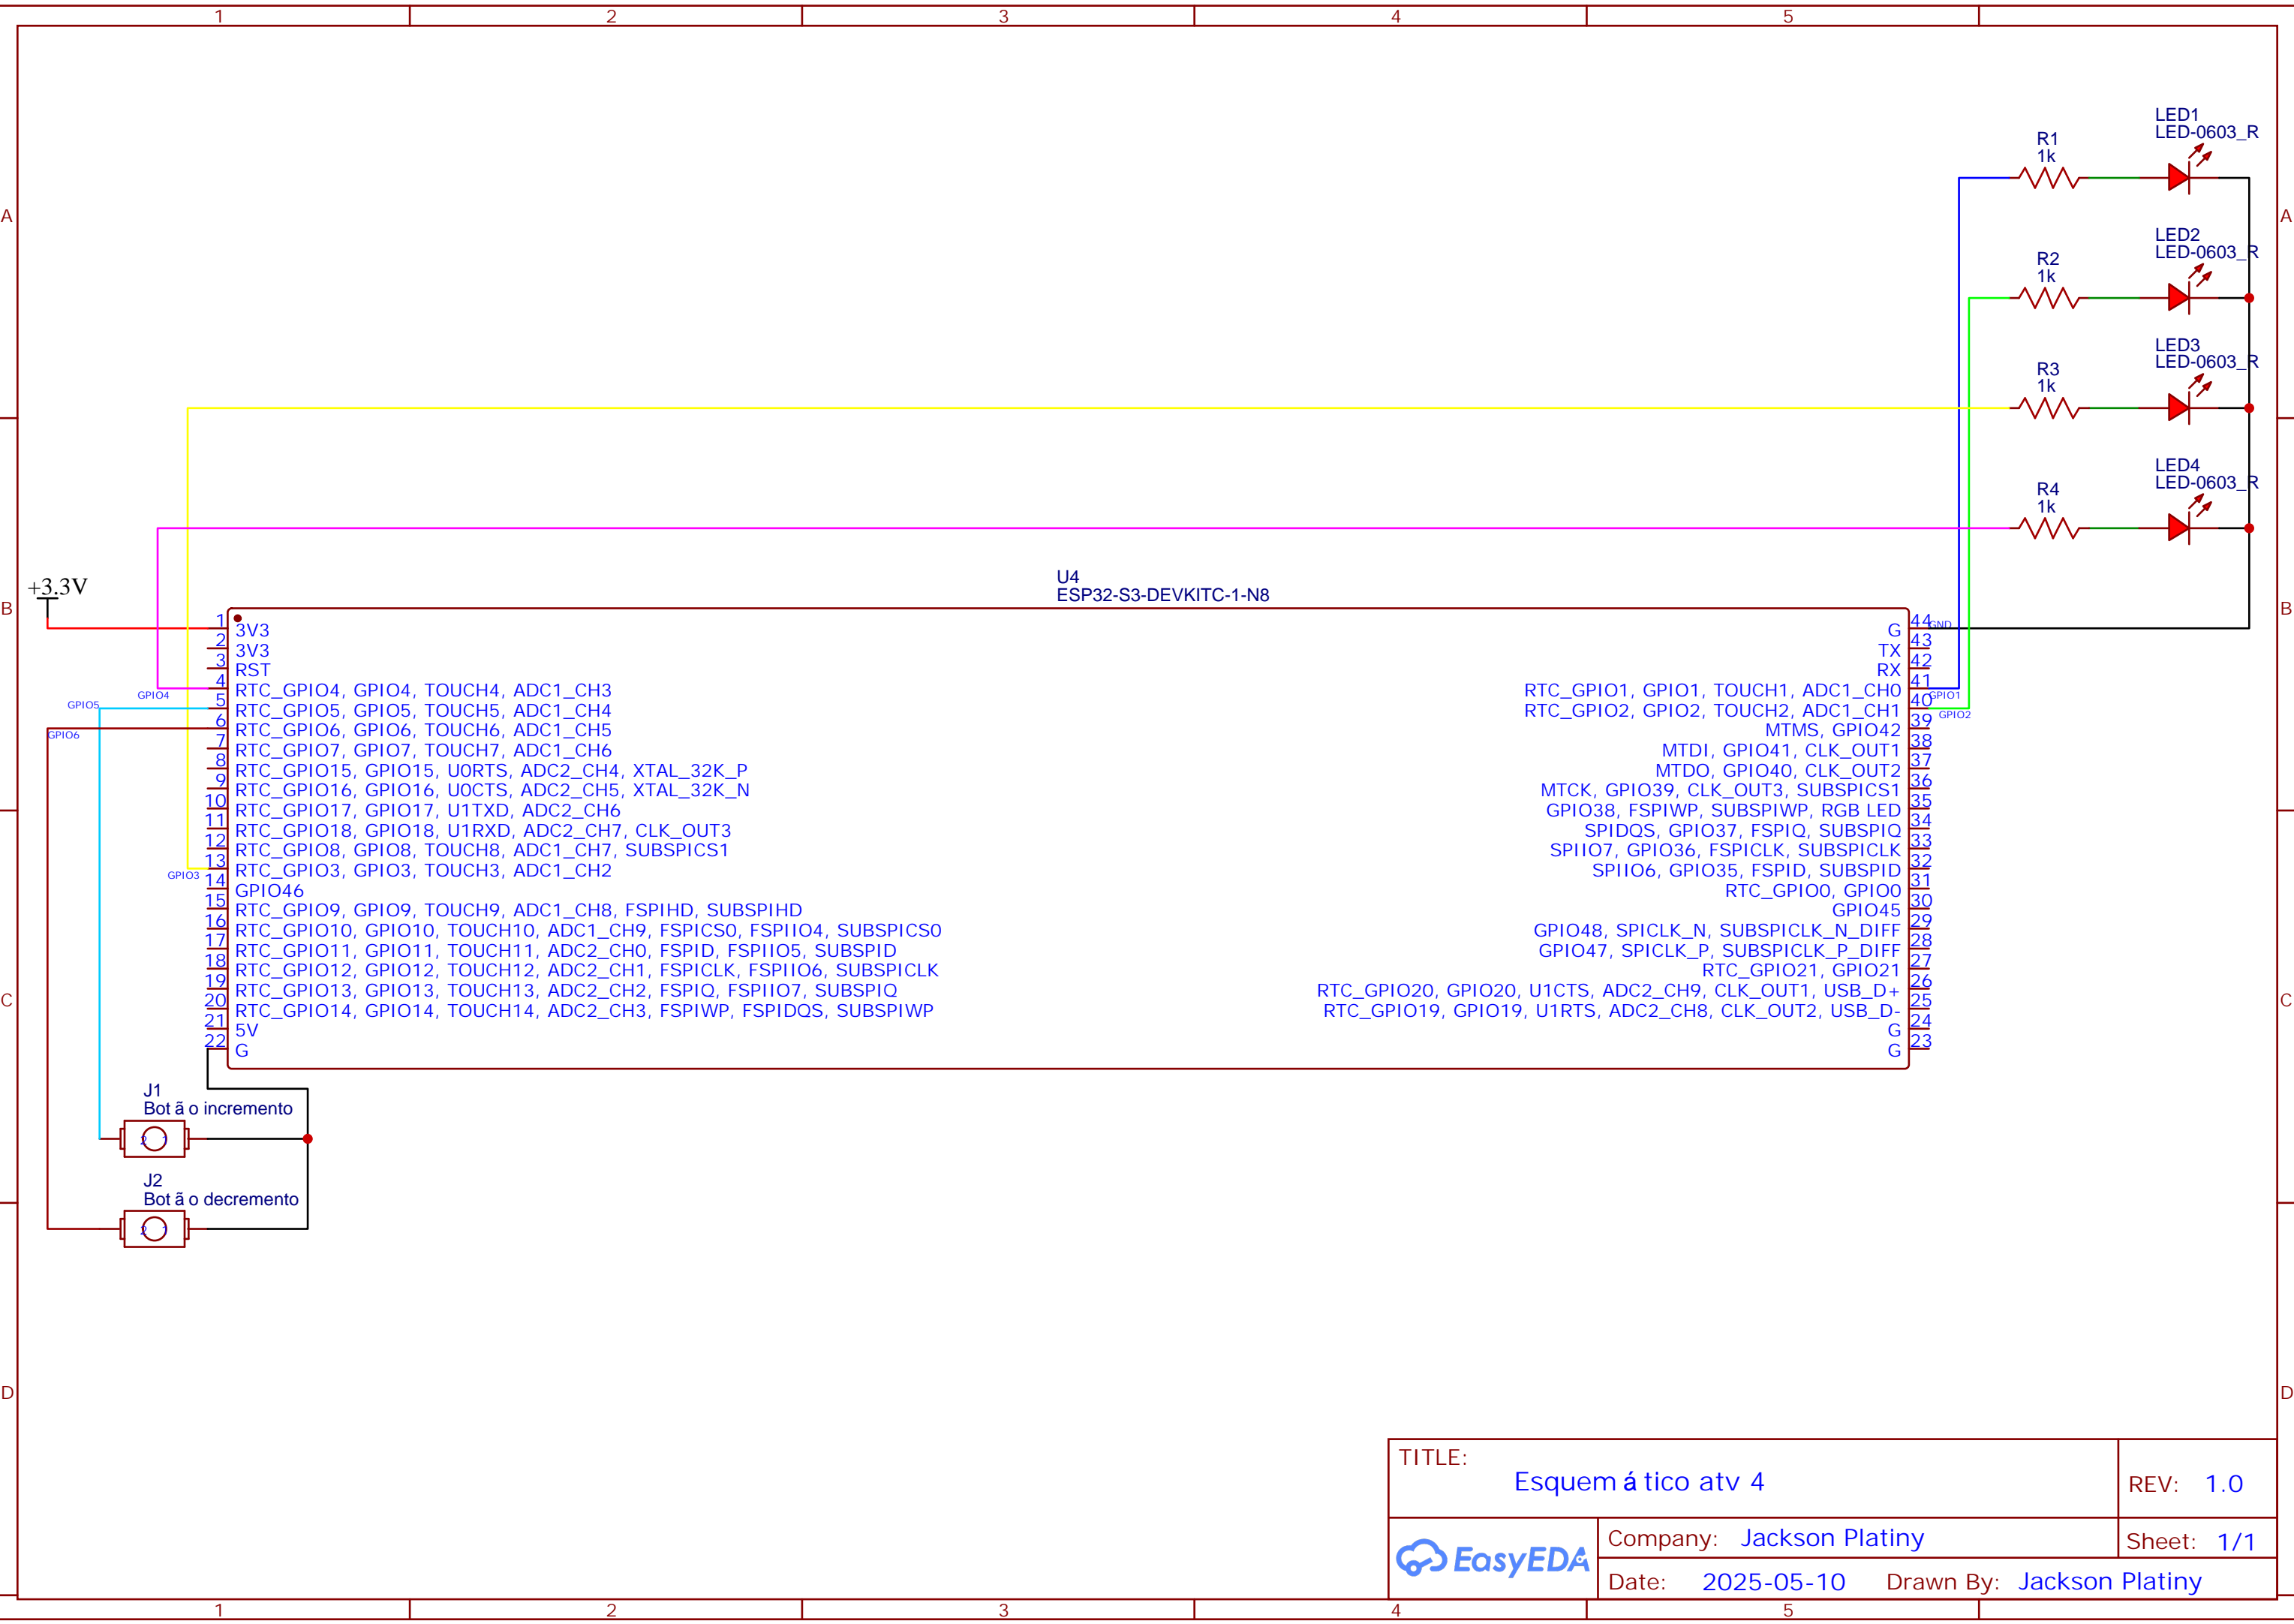 1 2 3 4 5
A A
B B
C C
D D
LED1
LED-0603_R
R1
1k
LED2
LED-0603_R
R2
1k
LED3
LED-0603_R
R3
1k
LED4
LED-0603_R
R4
1k
+3.3V
U4
ESP32-S3-DEVKITC-1-N8
1 3V3
2 3V3
3 RST
4 RTC_GPIO4, GPIO4, TOUCH4, ADC1_CH3
5 RTC_GPIO5, GPIO5, TOUCH5, ADC1_CH4
6 RTC_GPIO6, GPIO6, TOUCH6, ADC1_CH5
7 RTC_GPIO7, GPIO7, TOUCH7, ADC1_CH6
8 RTC_GPIO15, GPIO15, U0RTS, ADC2_CH4, XTAL_32K_P
9 RTC_GPIO16, GPIO16, U0CTS, ADC2_CH5, XTAL_32K_N
10 RTC_GPIO17, GPIO17, U1TXD, ADC2_CH6
11 RTC_GPIO18, GPIO18, U1RXD, ADC2_CH7, CLK_OUT3
12 RTC_GPIO8, GPIO8, TOUCH8, ADC1_CH7, SUBSPICS1
13 RTC_GPIO3, GPIO3, TOUCH3, ADC1_CH2
14 GPIO46
15 RTC_GPIO9, GPIO9, TOUCH9, ADC1_CH8, FSPIHD, SUBSPIHD
16 RTC_GPIO10, GPIO10, TOUCH10, ADC1_CH9, FSPICS0, FSPIIO4, SUBSPICS0
17 RTC_GPIO11, GPIO11, TOUCH11, ADC2_CH0, FSPID, FSPIIO5, SUBSPID
18 RTC_GPIO12, GPIO12, TOUCH12, ADC2_CH1, FSPICLK, FSPIIO6, SUBSPICLK
19 RTC_GPIO13, GPIO13, TOUCH13, ADC2_CH2, FSPIQ, FSPIIO7, SUBSPIQ
20 RTC_GPIO14, GPIO14, TOUCH14, ADC2_CH3, FSPIWP, FSPIDQS, SUBSPIWP
21 5V
22 G
GPIO4
GPIO5
GPIO6
GPIO3
G 44 GND
TX 43
RX 42
RTC_GPIO1, GPIO1, TOUCH1, ADC1_CH0 41 GPIO1
RTC_GPIO2, GPIO2, TOUCH2, ADC1_CH1 40 GPIO2
MTMS, GPIO42 39
MTDI, GPIO41, CLK_OUT1 38
MTDO, GPIO40, CLK_OUT2 37
MTCK, GPIO39, CLK_OUT3, SUBSPICS1 36
GPIO38, FSPIWP, SUBSPIWP, RGB LED 35
SPIDQS, GPIO37, FSPIQ, SUBSPIQ 34
SPIIO7, GPIO36, FSPICLK, SUBSPICLK 33
SPIIO6, GPIO35, FSPID, SUBSPID 32
RTC_GPIO0, GPIO0 31
GPIO45 30
GPIO48, SPICLK_N, SUBSPICLK_N_DIFF 29
GPIO47, SPICLK_P, SUBSPICLK_P_DIFF 28
RTC_GPIO21, GPIO21 27
RTC_GPIO20, GPIO20, U1CTS, ADC2_CH9, CLK_OUT1, USB_D+ 26
RTC_GPIO19, GPIO19, U1RTS, ADC2_CH8, CLK_OUT2, USB_D- 25
G 24
G 23
J1
Botão incremento
2 1
J2
Botão decremento
2 1
TITLE:
Esquemático atv 4
REV: 1.0
EasyEDA
Company: Jackson Platiny
Sheet: 1/1
Date: 2025-05-10 Drawn By: Jackson Platiny
1 2 3 4 5